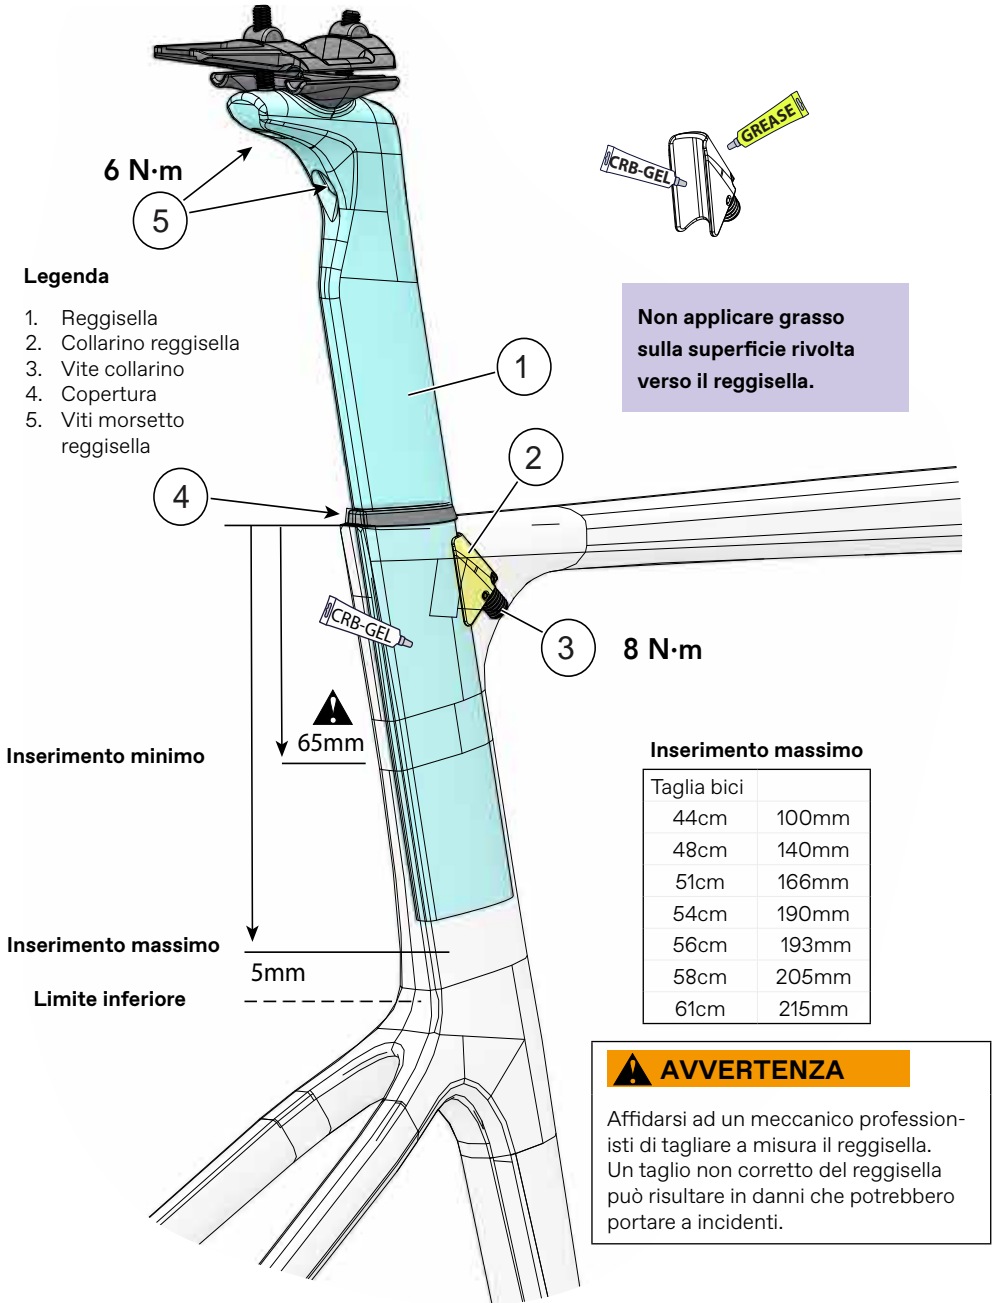 6 N·m
5
GREASE
CRB-GEL
Legenda
1. Reggisella
2. Collarino reggisella
3. Vite collarino
4. Copertura
5. Viti morsetto
reggisella
Non applicare grasso
sulla superficie rivolta
verso il reggisella.
1
2
4
CRB-GEL
3
8 N·m
65mm
Inserimento minimo
Inserimento massimo
5mm
Limite inferiore
Inserimento massimo
Taglia bici
44cm 100mm
48cm 140mm
51cm 166mm
54cm 190mm
56cm 193mm
58cm 205mm
61cm 215mm
AVVERTENZA
Affidarsi ad un meccanico profession-
isti di tagliare a misura il reggisella.
Un taglio non corretto del reggisella
può risultare in danni che potrebbero
portare a incidenti.